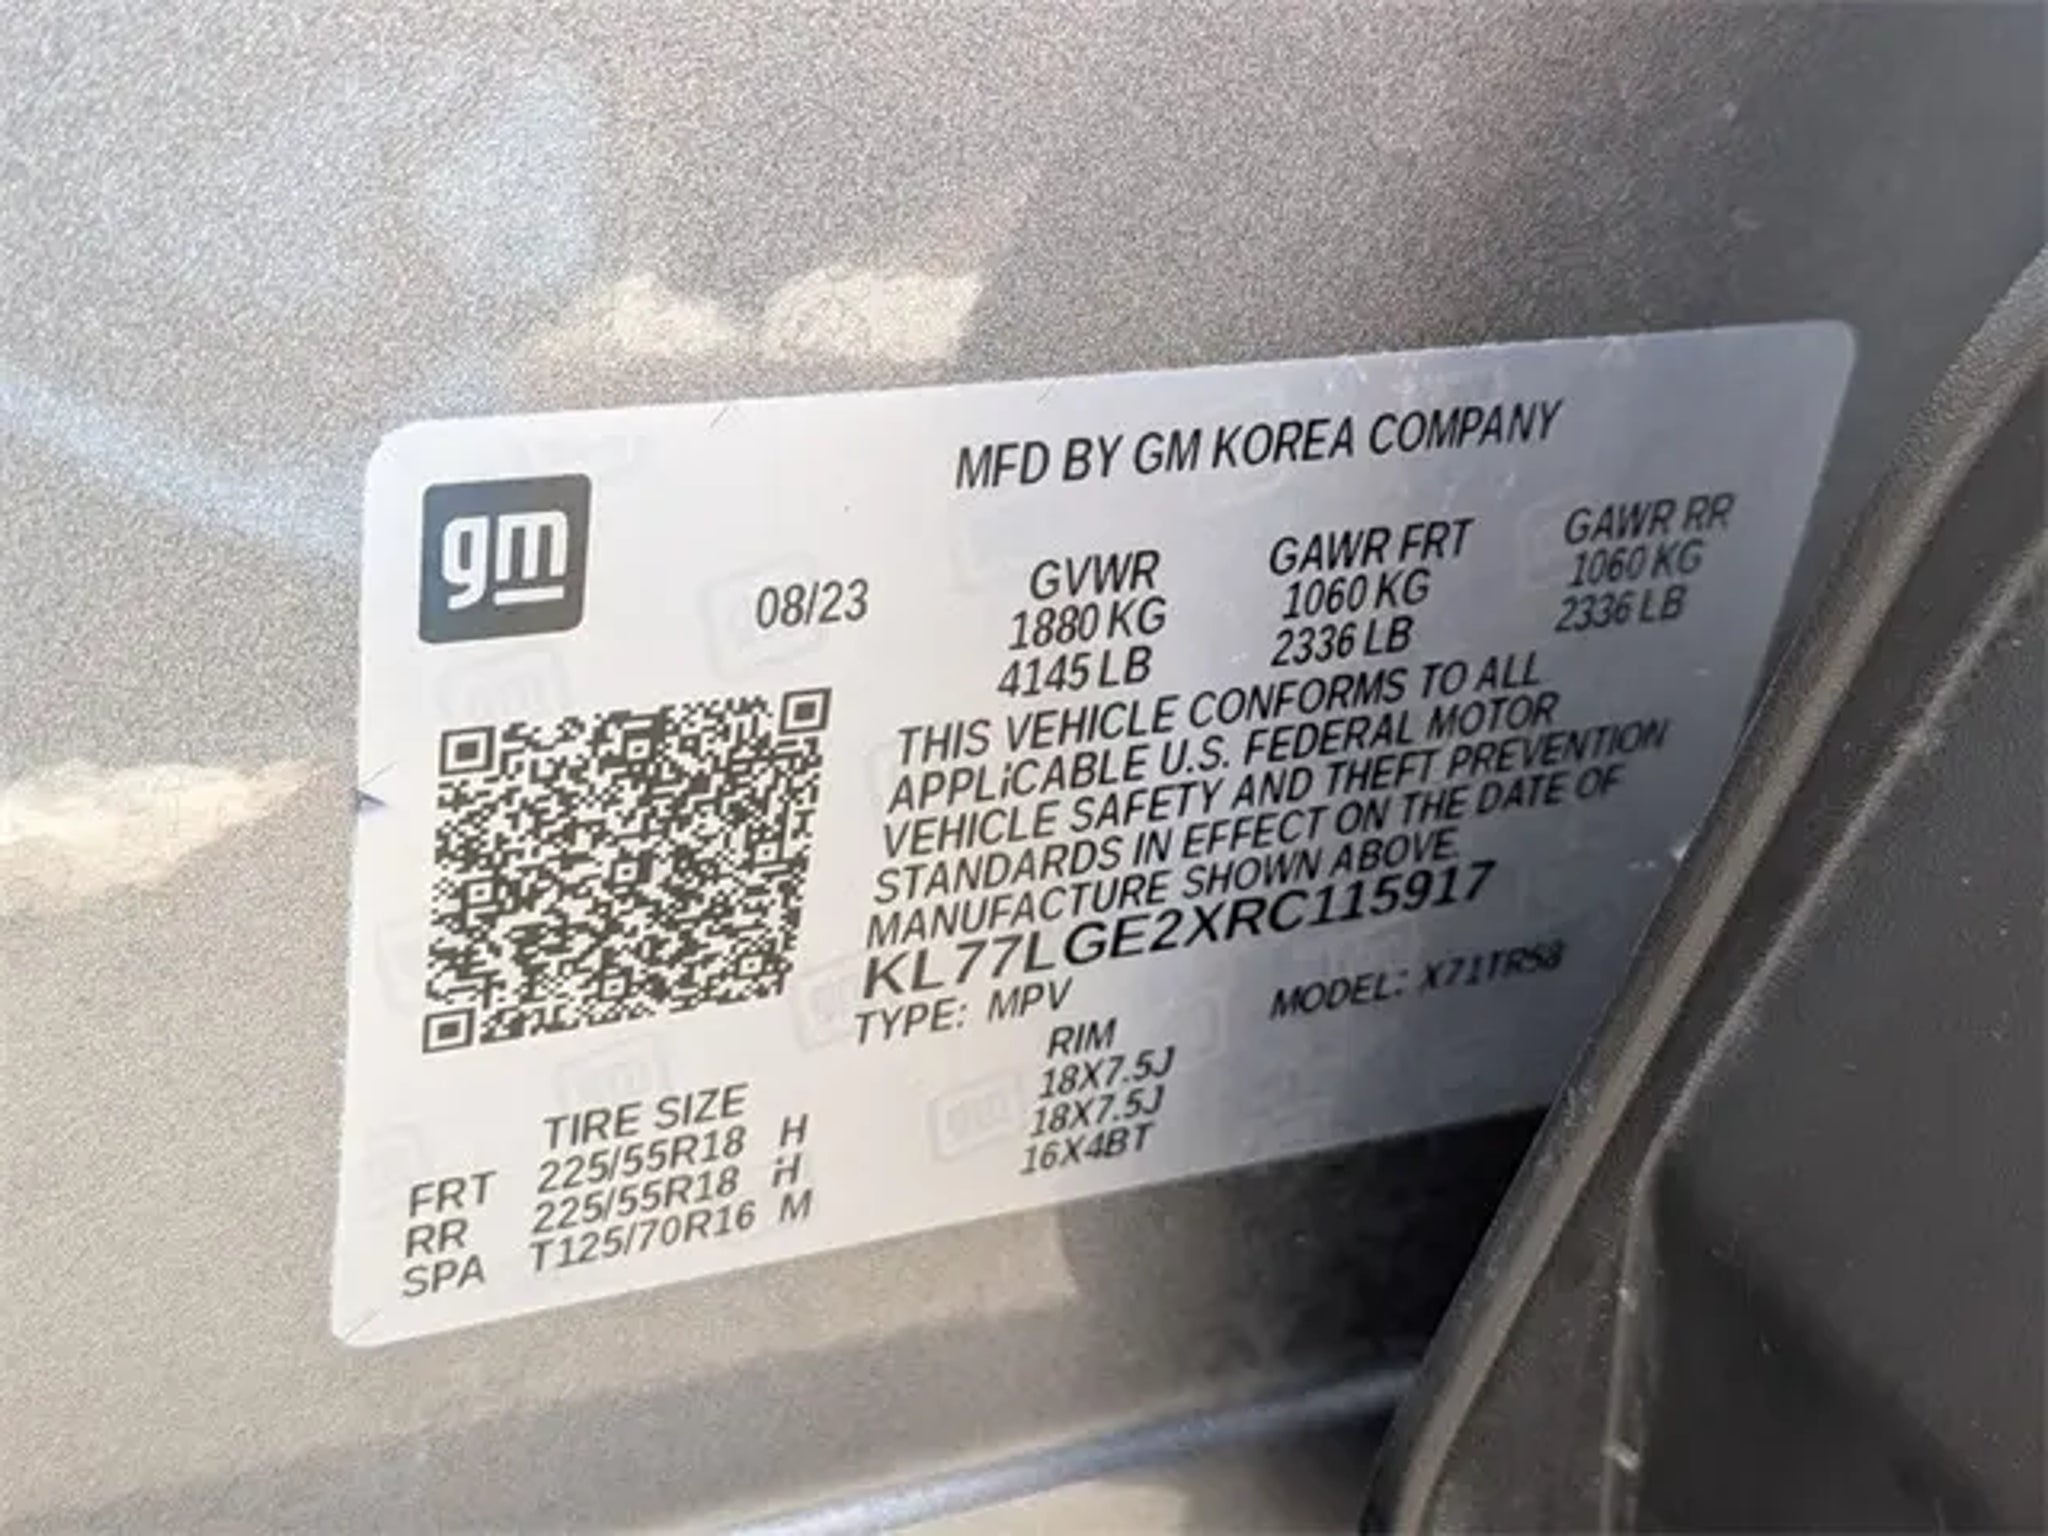 gm
MFD BY GM KOREA COMPANY
08/23
GVWR GAWR FRT GAWR RR
1880 KG 1060 KG 1060 KG
4145 LB 2336 LB 2336 LB
THIS VEHICLE CONFORMS TO ALL
APPLiCABLE U.S. FEDERAL MOTOR
VEHICLE SAFETY AND THEFT PREVENTION
STANDARDS IN EFFECT ON THE DATE OF
MANUFACTURE SHOWN ABOVE.
KL77LGE2XRC115917
TYPE: MPV MODEL: X71TR58
TIRE SIZE RIM
FRT 225/55R18 H 18X7.5J
RR 225/55R18 H 18X7.5J
SPA T125/70R16 M 16X4BT